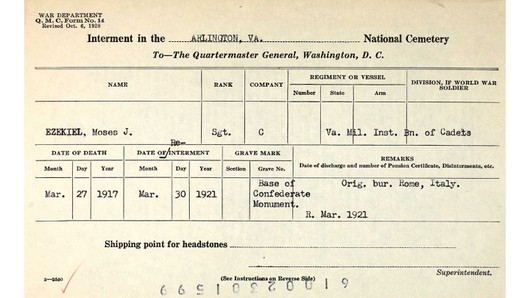 WAR DEPARTMENT
Q. M. C. Form No. 14
Revised Oct. 6, 1928
Interment in the ARLINGTON, VA. National Cemetery
To—The Quartermaster General, Washington, D. C.
NAME RANK COMPANY REGIMENT OR VESSEL DIVISION, IF WORLD WAR SOLDIER
Number State Arm
EZEKIEL, Moses J. Sgt. C Va. Mil. Inst. Bn. of Cadets
Re-
DATE OF DEATH DATE OF/INTERMENT GRAVE MARK REMARKS
Date of discharge and number of Pension Certificate, Disinterments, etc.
Month Day Year Month Day Year Section Grave No.
Mar. 27 1917 Mar. 30 1921 Base of Confederate Monument. Orig. bur. Rome, Italy.
R. Mar. 1921
Shipping point for headstones
Superintendent.
(See Instructions on Reverse Side)